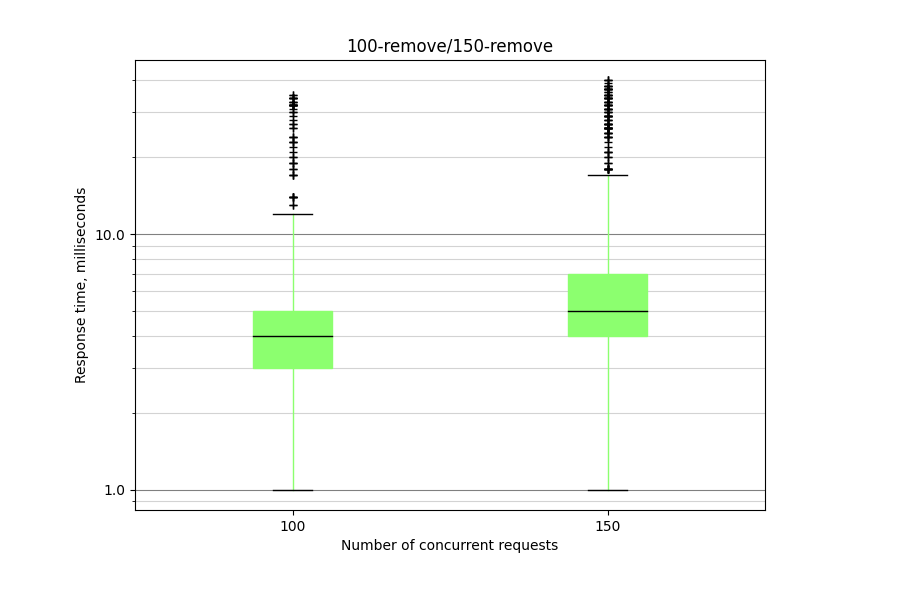 100-remove/150-remove
Response time, milliseconds
10.0
1.0
100
150
Number of concurrent requests